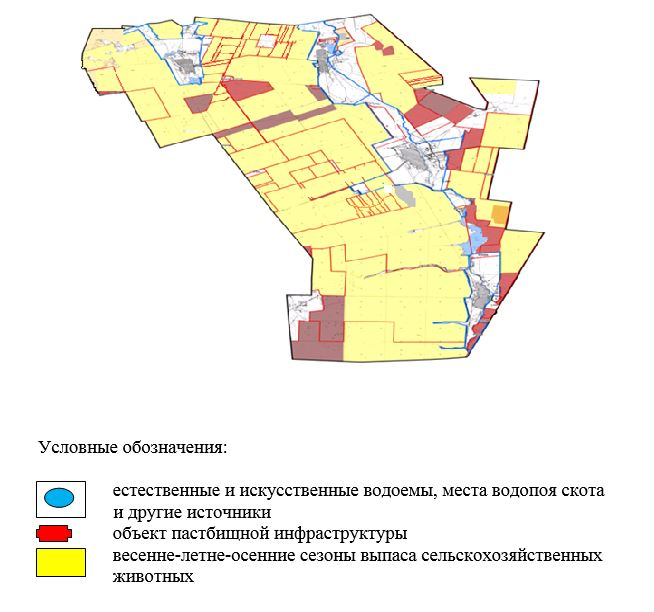 Условные обозначения:
естественные и искусственные водоемы, места водопоя скота
и другие источники
объект пастбищной инфраструктуры
весенне-летне-осенние сезоны выпаса сельскохозяйственных
животных